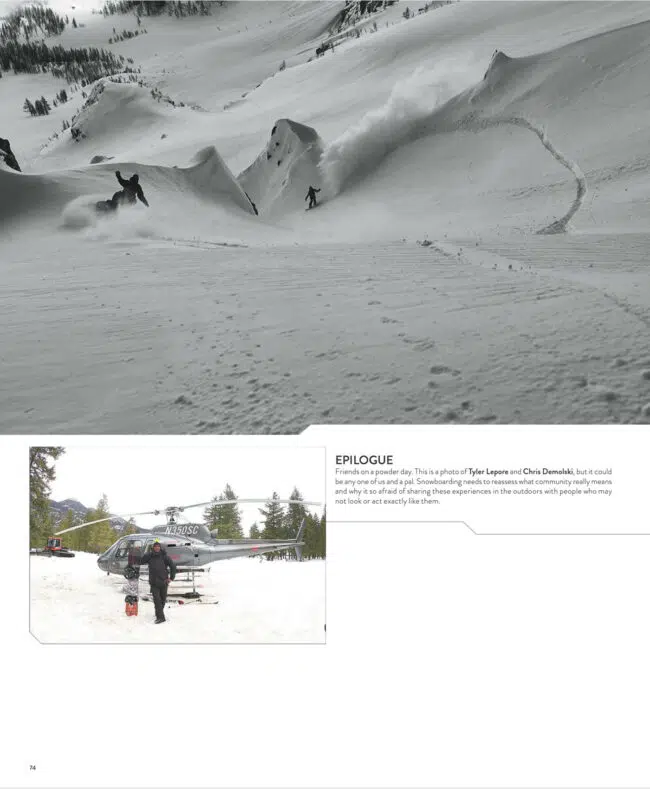 N350SC
EPILOGUE
Friends on a powder day. This is a photo of Tyler Lepore and Chris Demolski, but it could
be any one of us and a pal. Snowboarding needs to reassess what community really means
and why it so afraid of sharing these experiences in the outdoors with people who may
not look or act exactly like them.
74